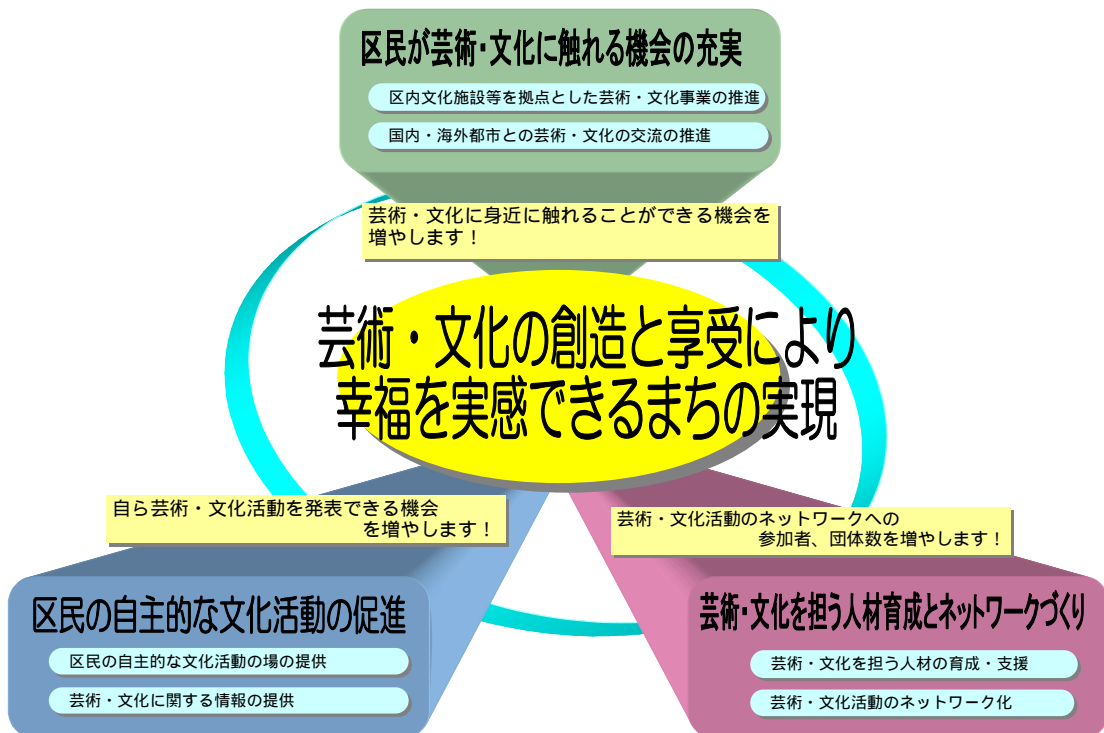 区民が芸術・文化に触れる機会の充実
区内文化施設等を拠点とした芸術・文化事業の推進
国内・海外都市との芸術・文化の交流の推進
芸術・文化に身近に触れることができる機会を
増やします！
芸術・文化の創造と享受により
幸福を実感できるまちの実現
自ら芸術・文化活動を発表できる機会
を増やします！
芸術・文化活動のネットワークへの
参加者、団体数を増やします！
区民の自主的な文化活動の促進
区民の自主的な文化活動の場の提供
芸術・文化に関する情報の提供
芸術・文化を担う人材育成とネットワークづくり
芸術・文化を担う人材の育成・支援
芸術・文化活動のネットワーク化